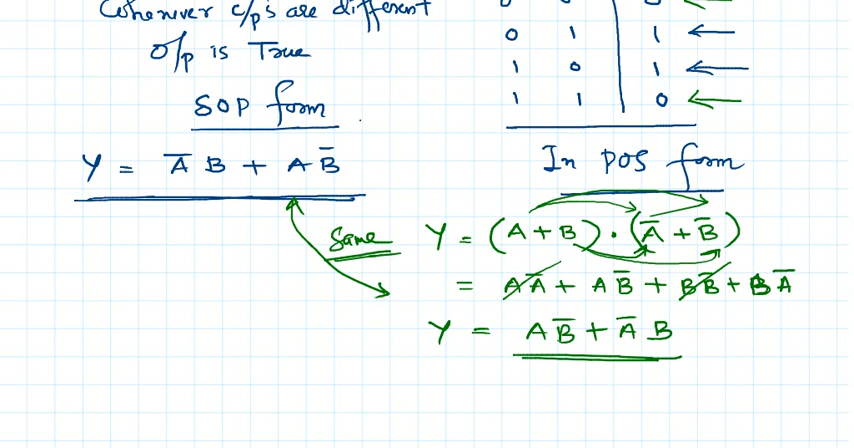 Whenever i/p's are different
O/p is True
SOP form
Y = A̅ B + A B̅
0 1 1
1 0 1
1 1 0
In POS form
Same
Y = (A + B) · (A̅ + B̅)
= AA̅ + AB̅ + BB̅ + BA̅
Y = AB̅ + A̅ B